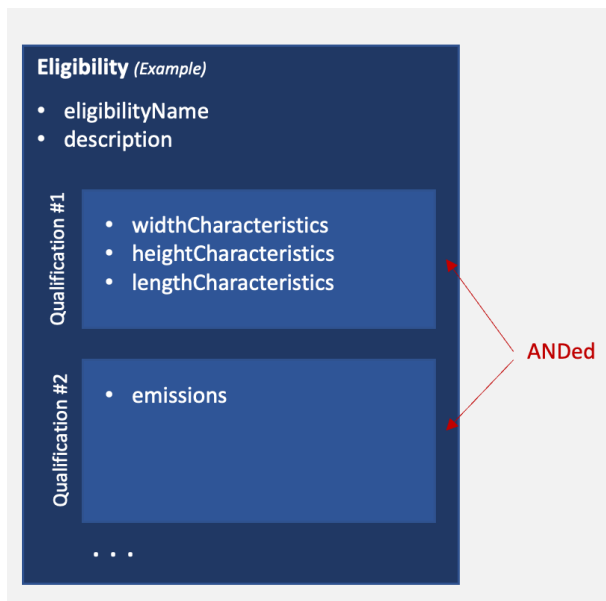 Eligibility (Example)
• eligibilityName
• description
Qualification #1
• widthCharacteristics
• heightCharacteristics
• lengthCharacteristics
ANDed
Qualification #2
• emissions
. . .